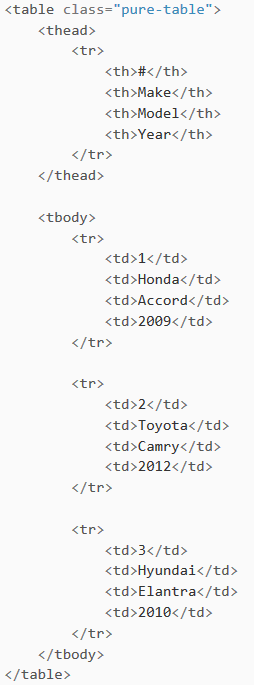 <table class="pure-table">
    <thead>
        <tr>
            <th>#</th>
            <th>Make</th>
            <th>Model</th>
            <th>Year</th>
        </tr>
    </thead>

    <tbody>
        <tr>
            <td>1</td>
            <td>Honda</td>
            <td>Accord</td>
            <td>2009</td>
        </tr>

        <tr>
            <td>2</td>
            <td>Toyota</td>
            <td>Camry</td>
            <td>2012</td>
        </tr>

        <tr>
            <td>3</td>
            <td>Hyundai</td>
            <td>Elantra</td>
            <td>2010</td>
        </tr>
    </tbody>
</table>